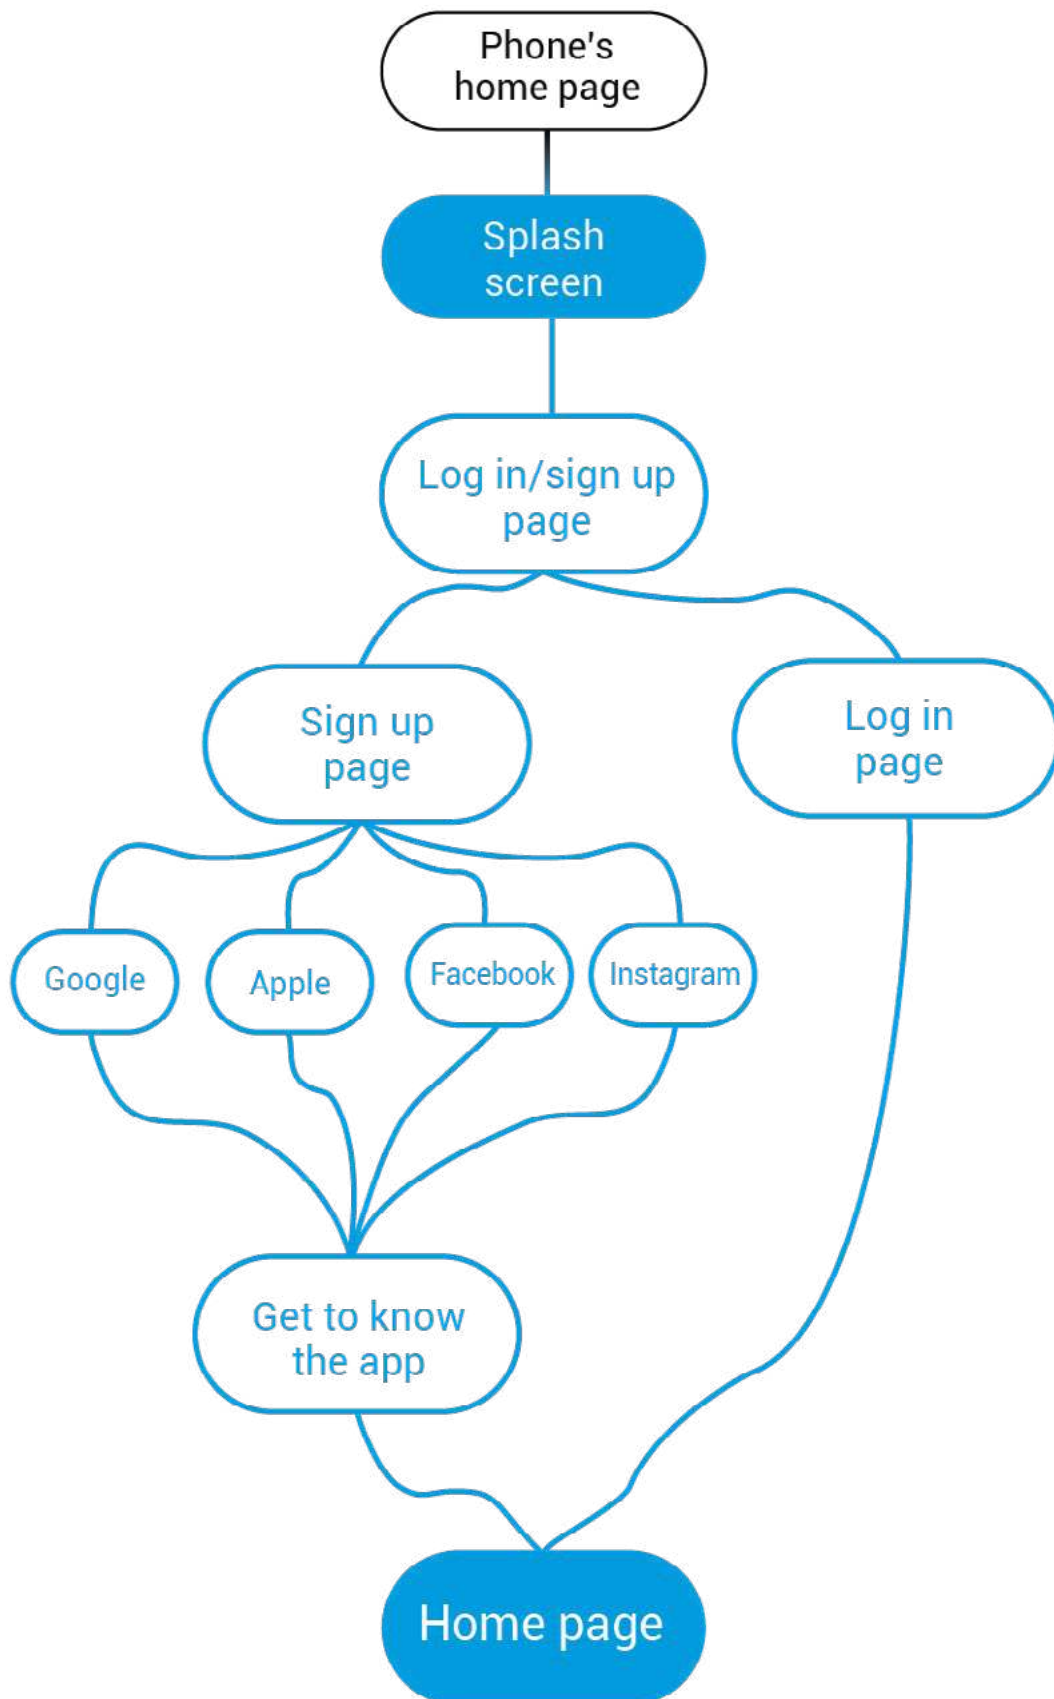 Phone's
home page
Splash
screen
Log in/sign up
page
Sign up
page
Log in
page
Google
Apple
Facebook
Instagram
Get to know
the app
Home page